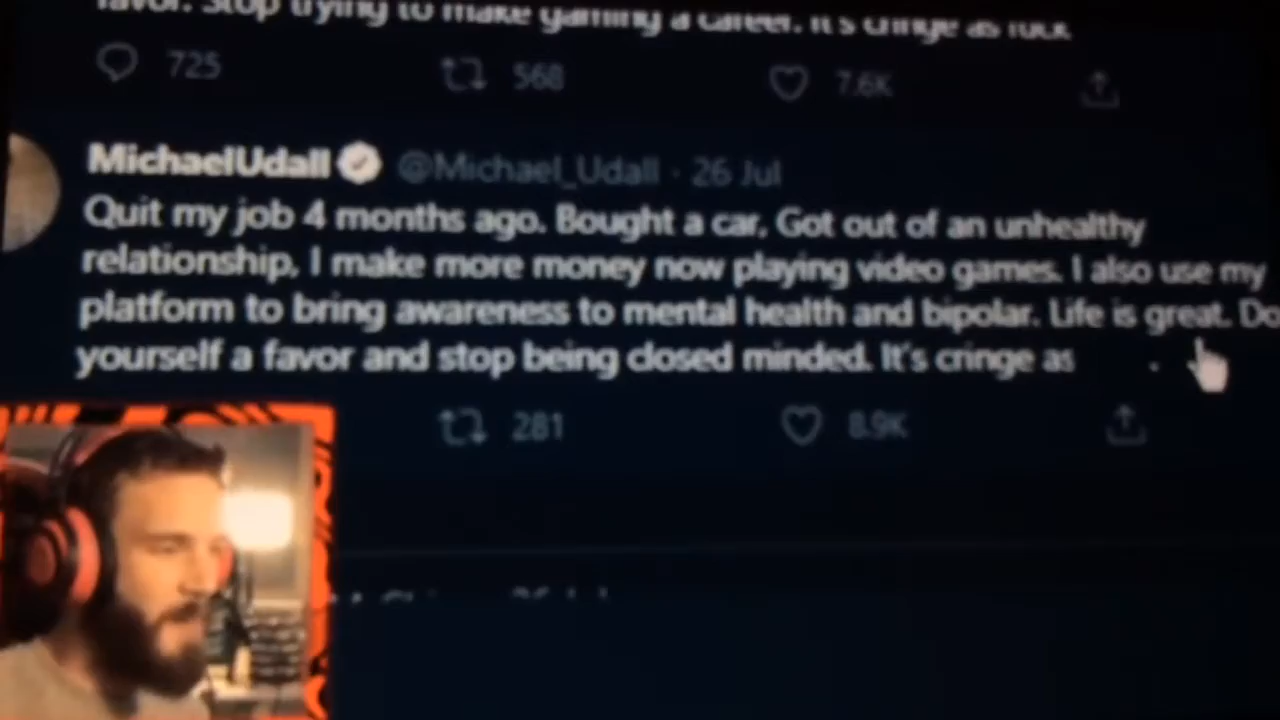 favor. Stop trying to make gaming a career. It's cringe as fuck
725 568 7.6K
MichaelUdall @Michael_Udall · 26 Jul
Quit my job 4 months ago. Bought a car, Got out of an unhealthy
relationship, I make more money now playing video games. I also use my
platform to bring awareness to mental health and bipolar. Life is great. Do
yourself a favor and stop being closed minded. It's cringe as
281 8.9K